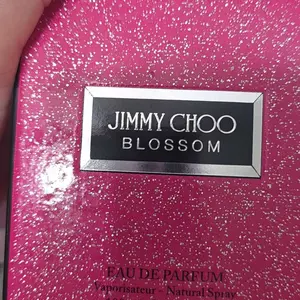 JIMMY CHOO
BLOSSOM
EAU DE PARFUM
Vaporisateur - Natural Spray